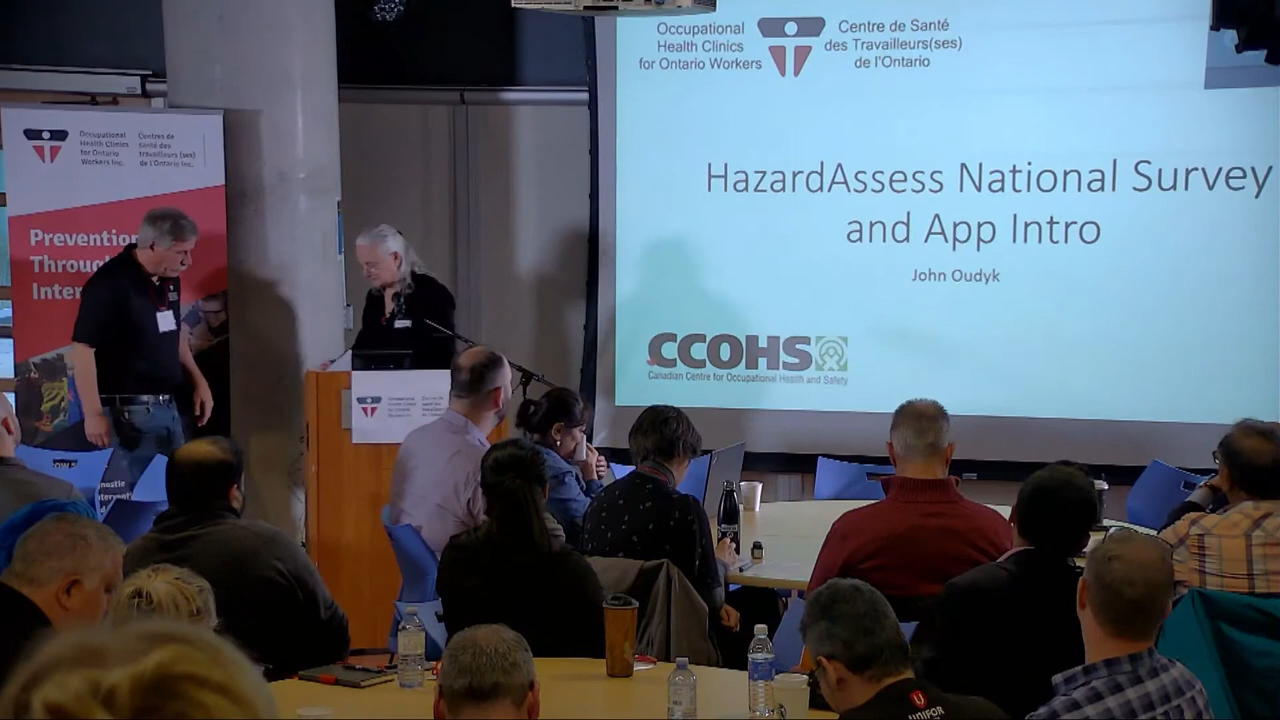 Occupational
Health Clinics
for Ontario Workers
Centre de Santé
des Travailleurs(ses)
de l'Ontario
HazardAssess National Survey
and App Intro
John Oudyk
CCOHS
Canadian Centre for Occupational Health and Safety
Occupational
Health Clinics
for Ontario
Workers Inc.
Centres de
santé des
travailleurs (ses)
de l'Ontario Inc.
Prevention
Through
UNIFOR